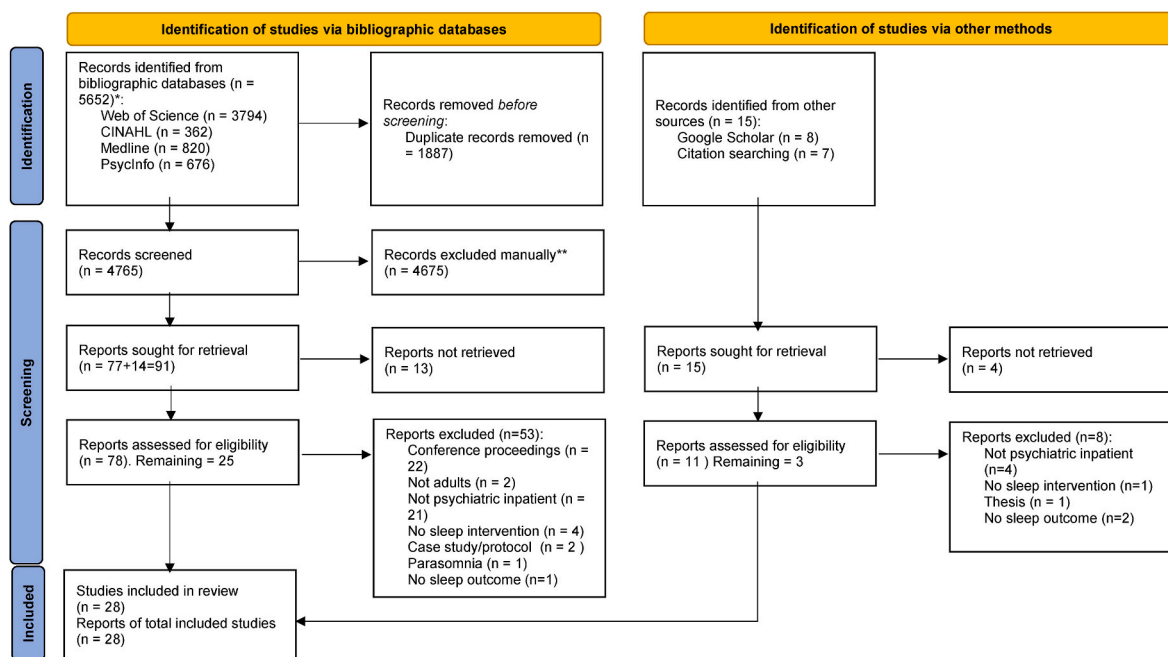 Identification of studies via bibliographic databases
Identification of studies via other methods
Identification
Records identified from
bibliographic databases (n =
5652)*:
Web of Science = 3794)
CINAHL (n = 362)
Medline (n = 820)
PsycInfo (n = 676)
Records removed before
screening:
Duplicate records removed (n
= 1887)
Records identified from other
sources (n = 15):
Google Scholar (n = 8)
Citation searching (n = 7)
Screening
Records screened
(n = 4765)
Records excluded manually**
(n = 4675)
Reports sought for retrieval
(n = 77+14=91)
Reports not retrieved
(n = 13)
Reports sought for retrieval
(n = 15)
Reports not retrieved
(n = 4)
Reports assessed for eligibility
(n = 78). Remaining = 25
Reports excluded (n=53):
Conference proceedings (n =
22)
Not adults (n = 2)
Not psychiatric inpatient (n =
21)
No sleep intervention (n = 4)
Case study/protocol (n = 2 )
Parasomnia (n = 1)
No sleep outcome (n=1)
Reports assessed for eligibility
(n = 11 ) Remaining = 3
Reports excluded (n=8):
Not psychiatric inpatient
(n=4)
No sleep intervention (n=1)
Thesis (n = 1)
No sleep outcome (n=2)
Included
Studies included in review
(n = 28)
Reports of total included studies
(n = 28)